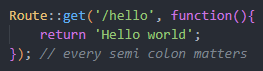 Route::get('/hello', function(){
    return 'Hello world';
}); // every semi colon matters